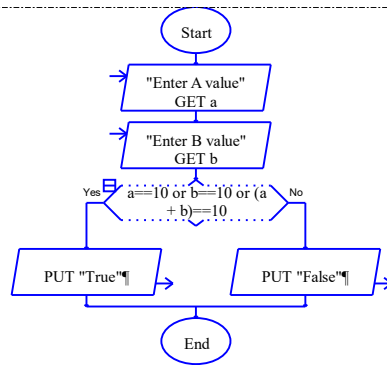 Start
"Enter A value"
GET a
"Enter B value"
GET b
Yes
a==10 or b==10 or (a
+ b)==10
No
PUT "True"¶
PUT "False"¶
End